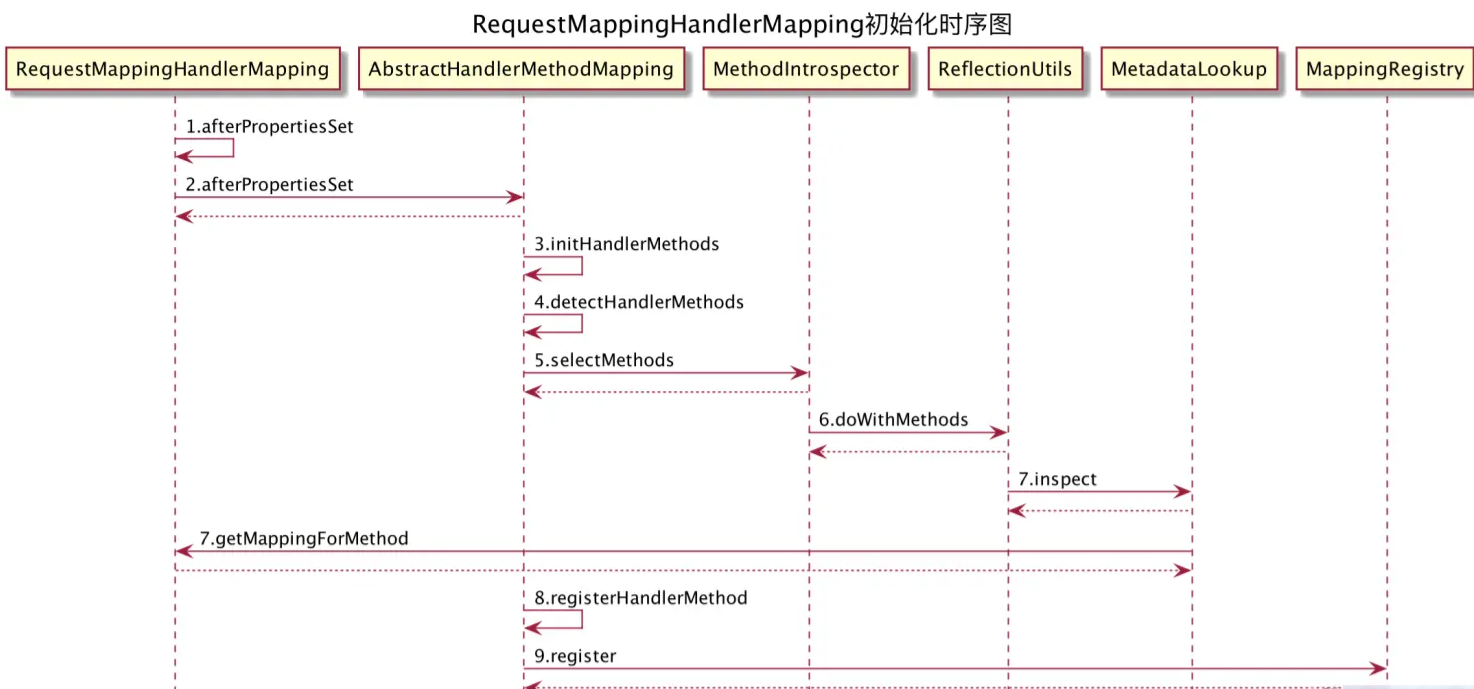 RequestMappingHandlerMapping初始化时序图
RequestMappingHandlerMapping AbstractHandlerMethodMapping MethodIntrospector ReflectionUtils MetadataLookup MappingRegistry
1.afterPropertiesSet
2.afterPropertiesSet
3.initHandlerMethods
4.detectHandlerMethods
5.selectMethods
6.doWithMethods
7.inspect
7.getMappingForMethod
8.registerHandlerMethod
9.register